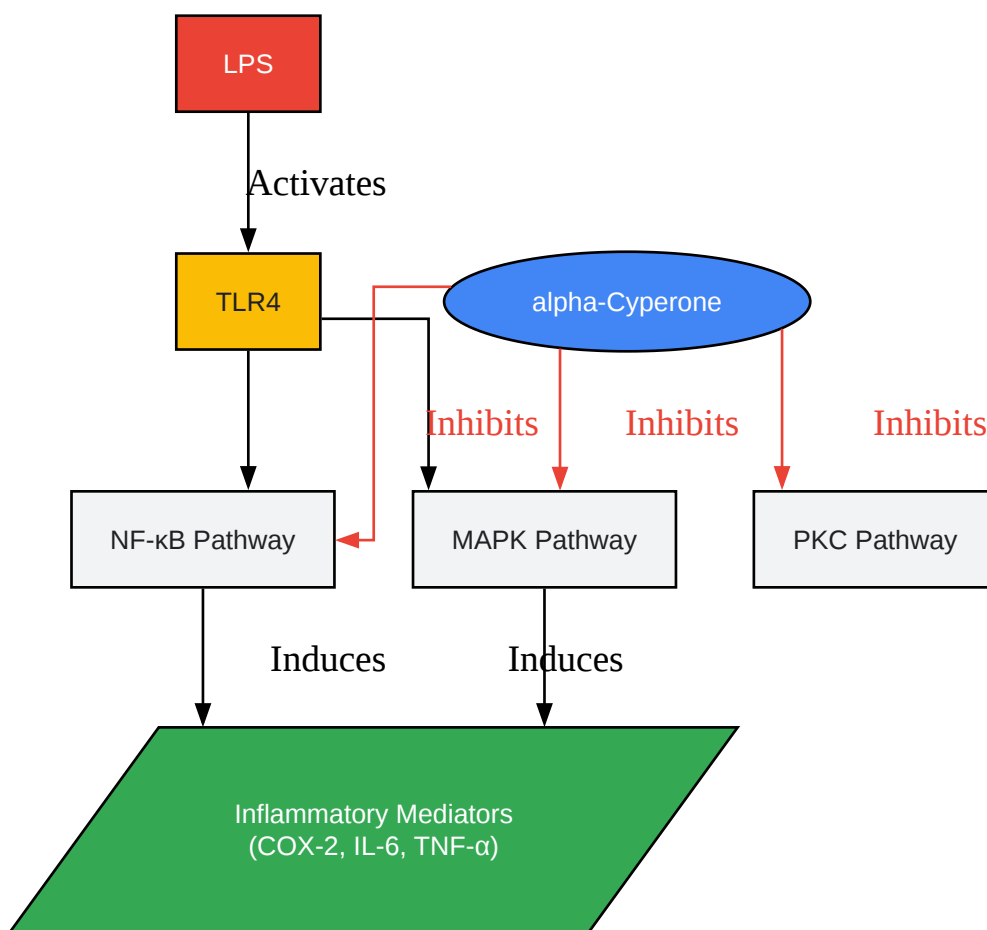 LPS
Activates
TLR4
alpha-Cyperone
Inhibits
Inhibits
Inhibits
NF-κB Pathway
MAPK Pathway
PKC Pathway
Induces
Induces
Inflammatory Mediators
(COX-2, IL-6, TNF-α)